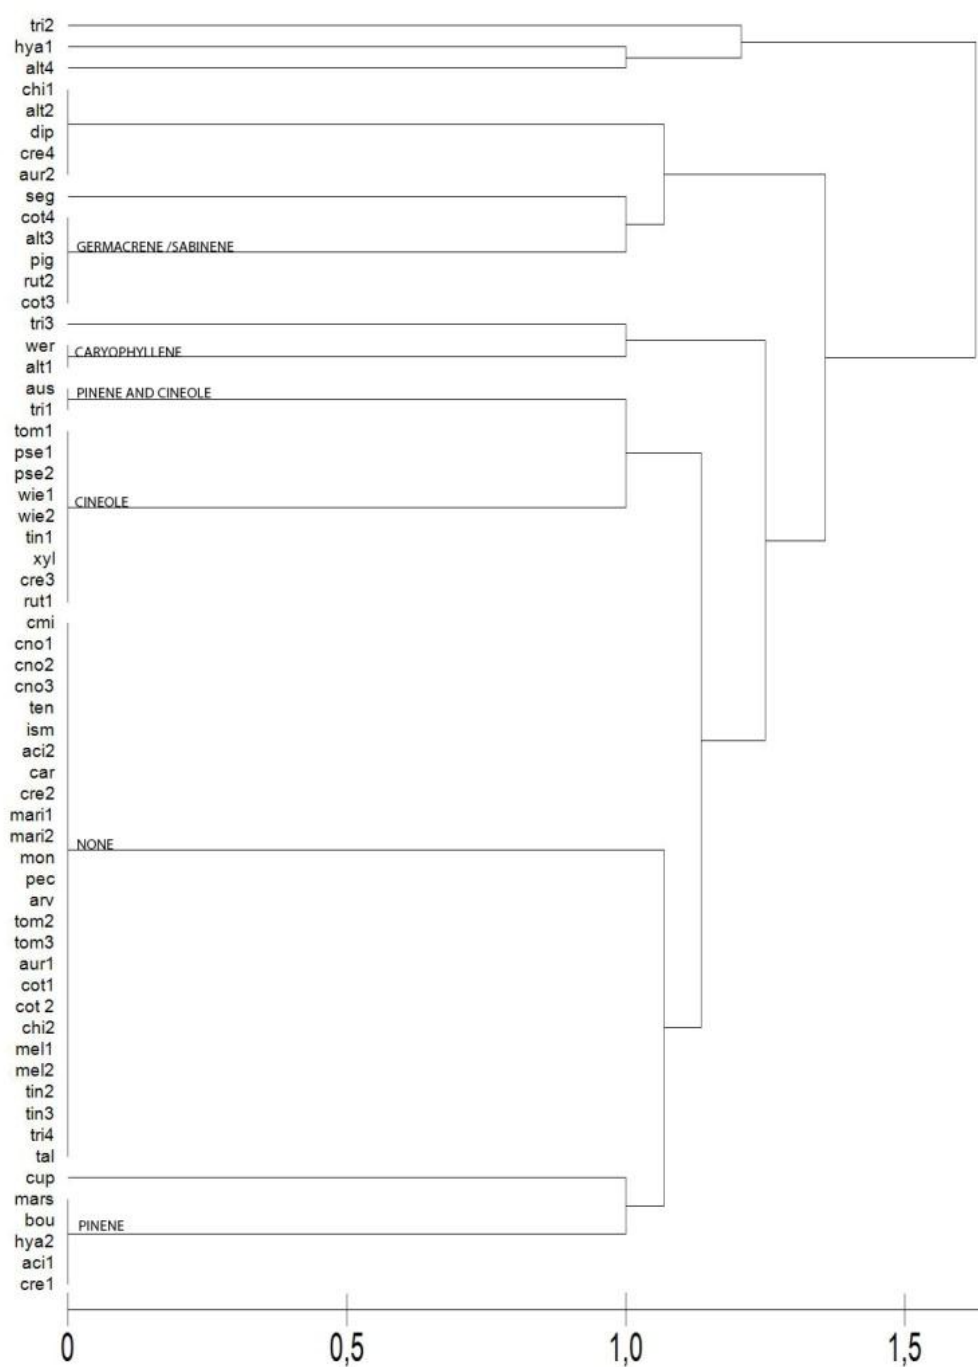 tri2
hya1
alt4
chi1
alt2
dip
cre4
aur2
seg
cot4
alt3
GERMACRENE /SABINENE
pig
rut2
cot3
tri3
wer
CARYOPHYLLENE
alt1
aus
PINENE AND CINEOLE
tri1
tom1
pse1
pse2
wie1
CINEOLE
wie2
tin1
xyl
cre3
rut1
cmi
cno1
cno2
cno3
ten
ism
aci2
car
cre2
mari1
mari2
NONE
mon
pec
arv
tom2
tom3
aur1
cot1
cot 2
chi2
mel1
mel2
tin2
tin3
tri4
tal
cup
mars
bou
PINENE
hya2
aci1
cre1
0 0,5 1,0 1,5